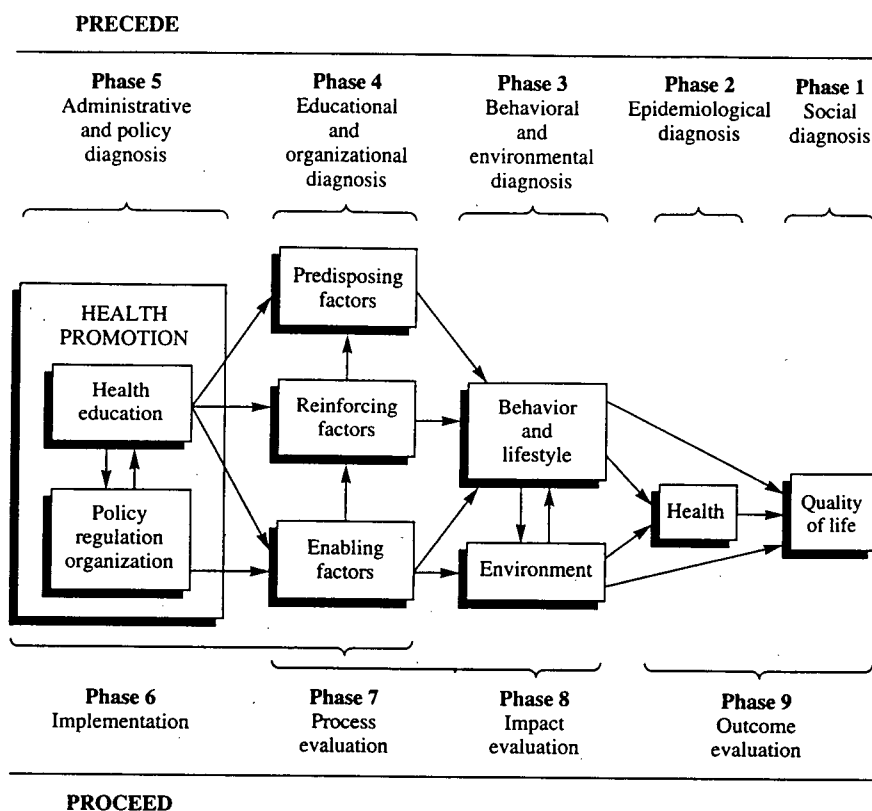 PRECEDE
Phase 5
Administrative
and policy
diagnosis
Phase 4
Educational
and
organizational
diagnosis
Phase 3
Behavioral
and
environmental
diagnosis
Phase 2
Epidemiological
diagnosis
Phase 1
Social
diagnosis
HEALTH
PROMOTION
Health
education
Policy
regulation
organization
Predisposing
factors
Reinforcing
factors
Enabling
factors
Behavior
and
lifestyle
Environment
Health
Quality
of life
Phase 6
Implementation
Phase 7
Process
evaluation
Phase 8
Impact
evaluation
Phase 9
Outcome
evaluation
PROCEED